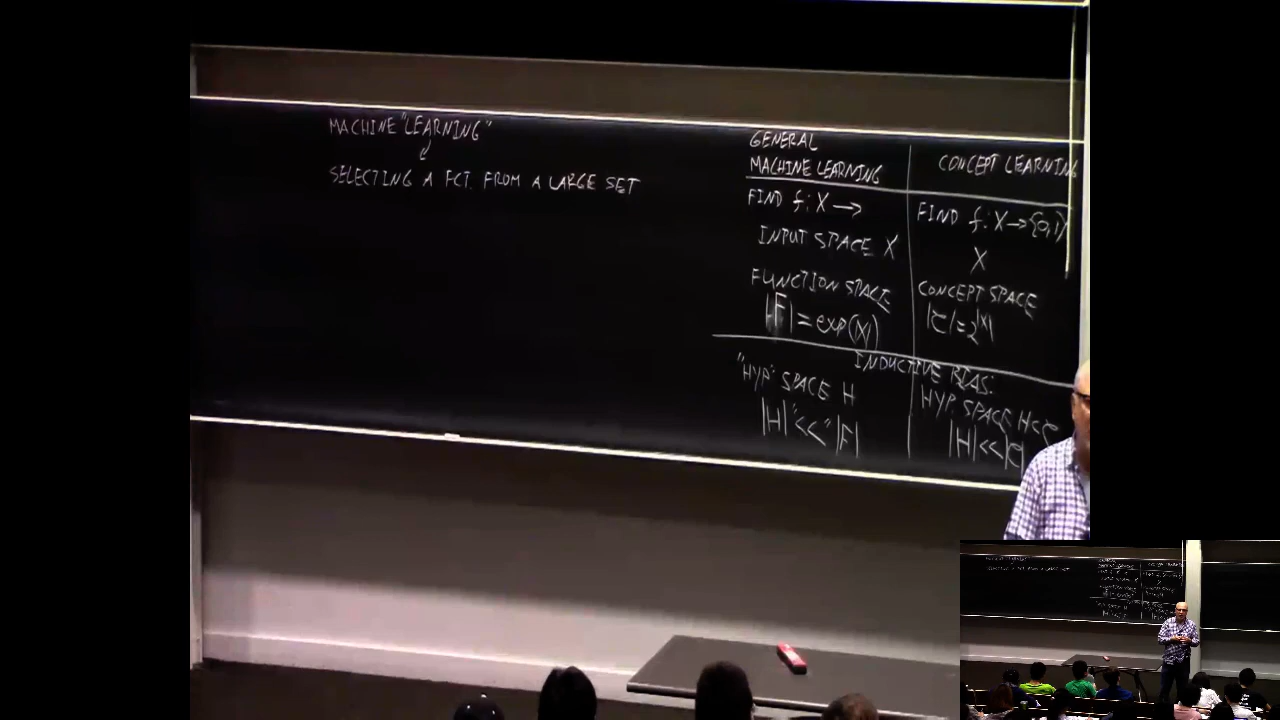 MACHINE "LEARNING"
SELECTING A FCT. FROM A LARGE SET
GENERAL
MACHINE LEARNING
FIND f: X →
INPUT SPACE X
FUNCTION SPACE
|F| = exp(|X|)
"HYP." SPACE H
|H| "<<" |F|
CONCEPT LEARNING
FIND f: X → {0,1}
X
CONCEPT SPACE
|C| = 2^|X|
INDUCTIVE BIAS:
HYP. SPACE H<C
|H| << |C|